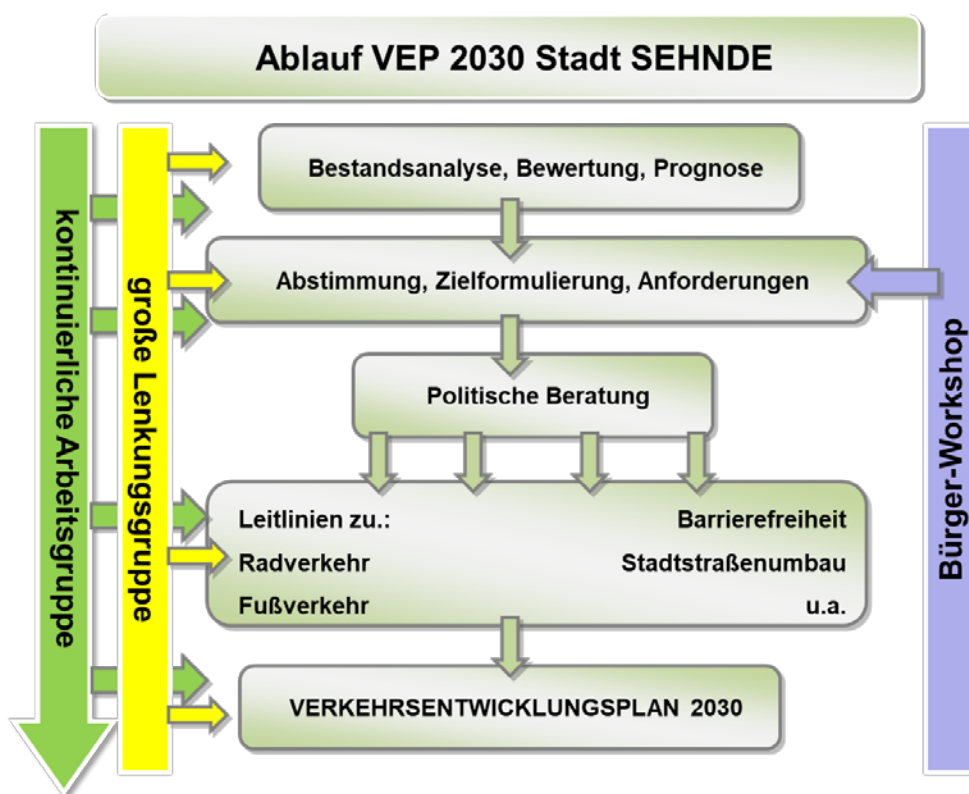 Ablauf VEP 2030 Stadt SEHNDE
kontinuierliche Arbeitsgruppe
große Lenkungsgruppe
Bestandsanalyse, Bewertung, Prognose
Abstimmung, Zielformulierung, Anforderungen
Politische Beratung
Leitlinien zu.:
Radverkehr
Fußverkehr
Barrierefreiheit
Stadtstraßenumbau
u.a.
VERKEHRSENTWICKLUNGSPLAN 2030
Bürger-Workshop